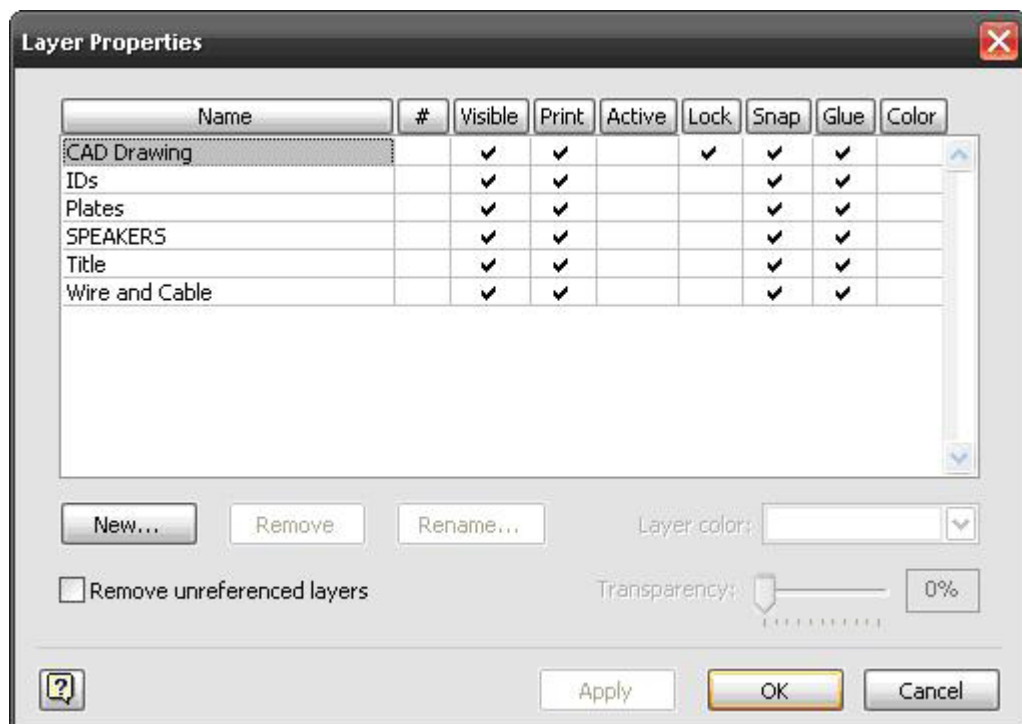 Layer Properties
Name # Visible Print Active Lock Snap Glue Color
CAD Drawing
IDs
Plates
SPEAKERS
Title
Wire and Cable
New... Remove Rename... Layer color:
Remove unreferenced layers Transparency: 0%
? Apply OK Cancel